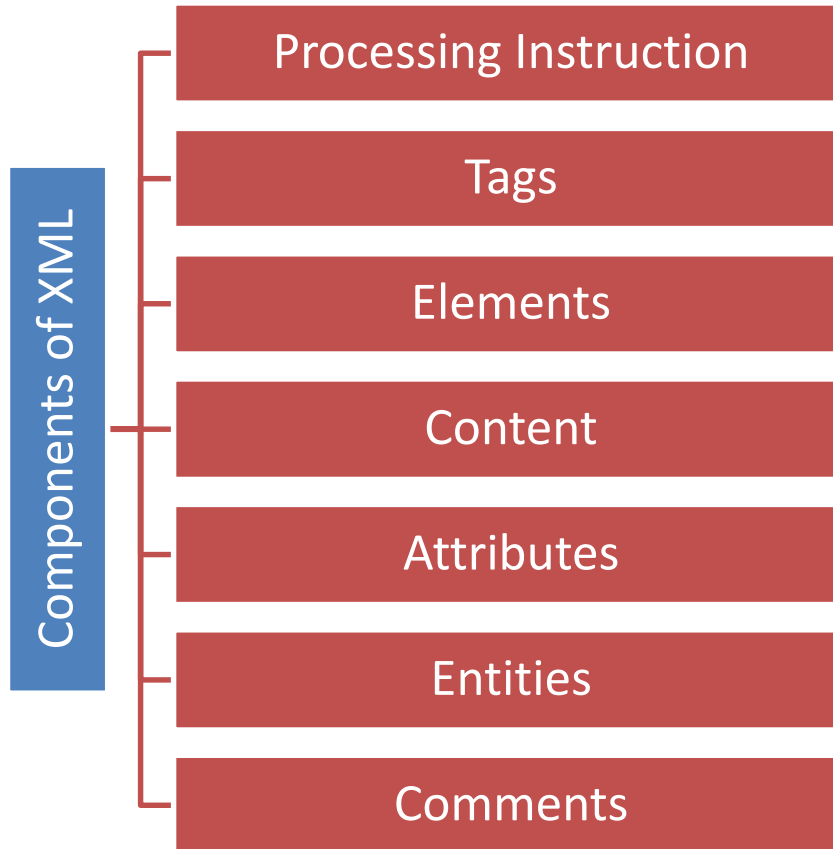 Components of XML
Processing Instruction
Tags
Elements
Content
Attributes
Entities
Comments